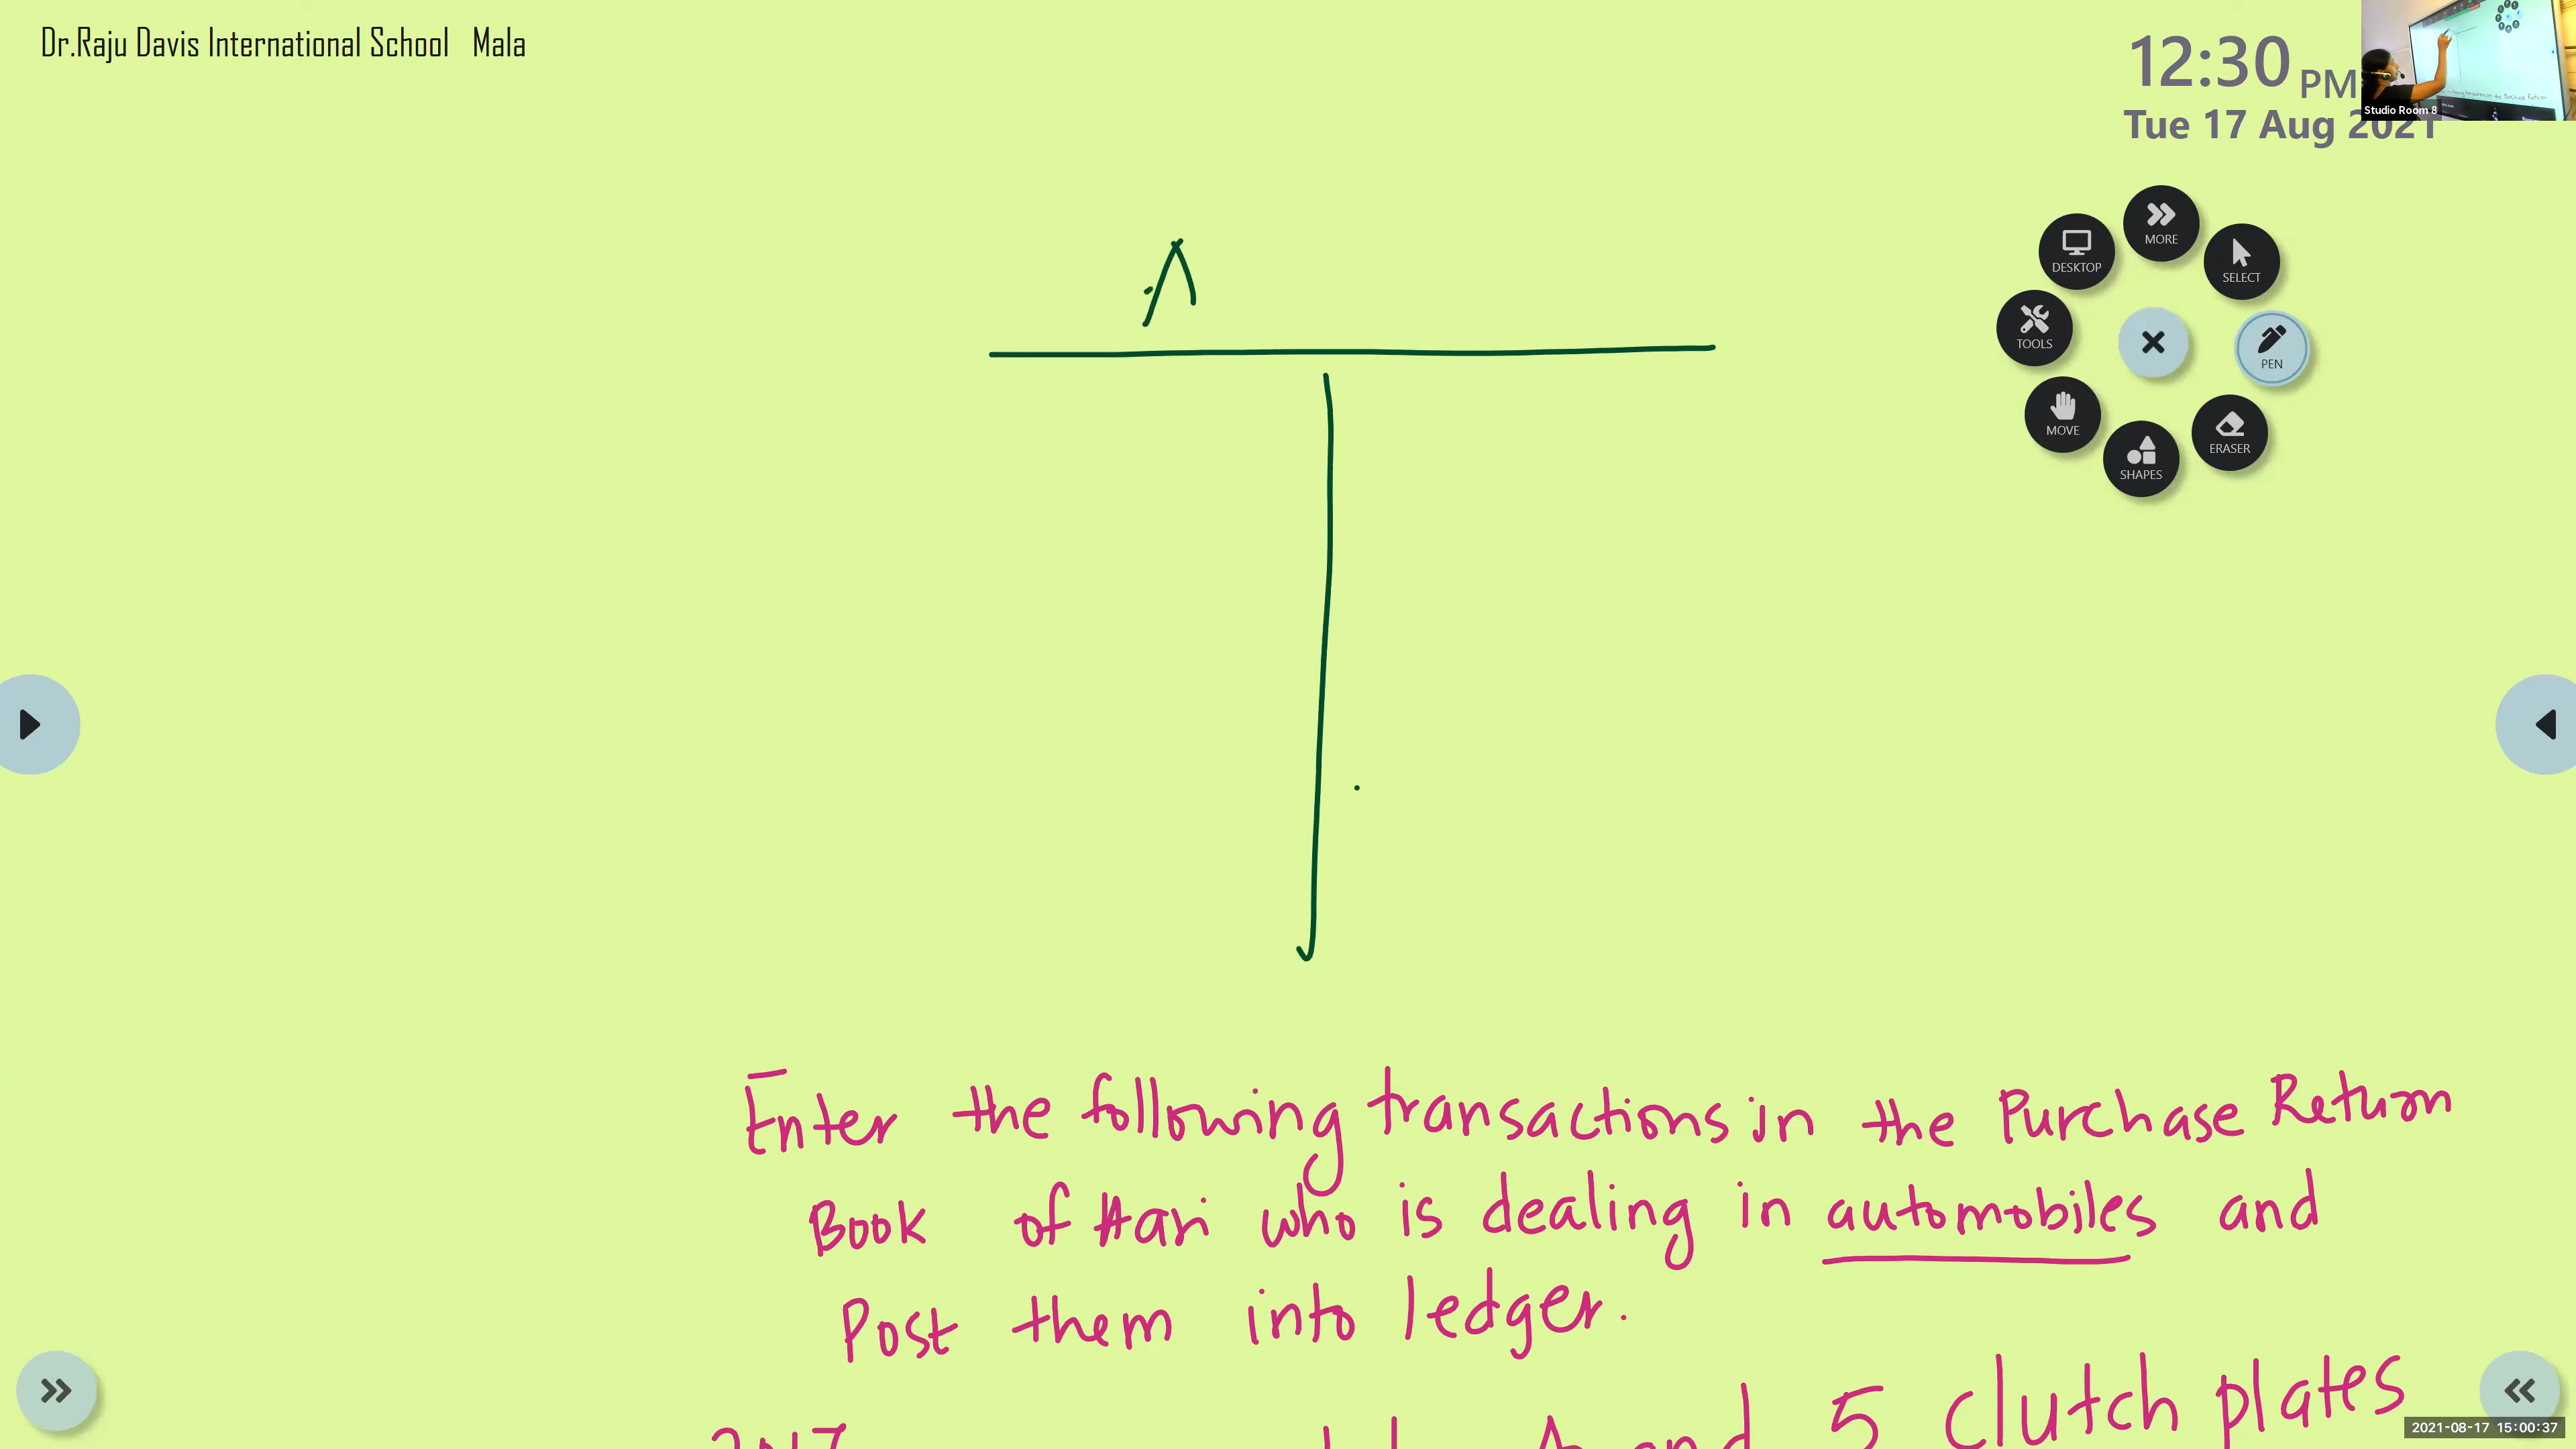 Dr.Raju Davis International School Mala
12:30 PM
Studio Room 8
Tue 17 Aug 2021
MORE
DESKTOP
SELECT
TOOLS
PEN
MOVE
ERASER
SHAPES
A
Enter the following transactions in the Purchase Return
Book of Hari who is dealing in automobiles and
Post them into ledger.
5 clutch plates
2021-08-17 15:00:37